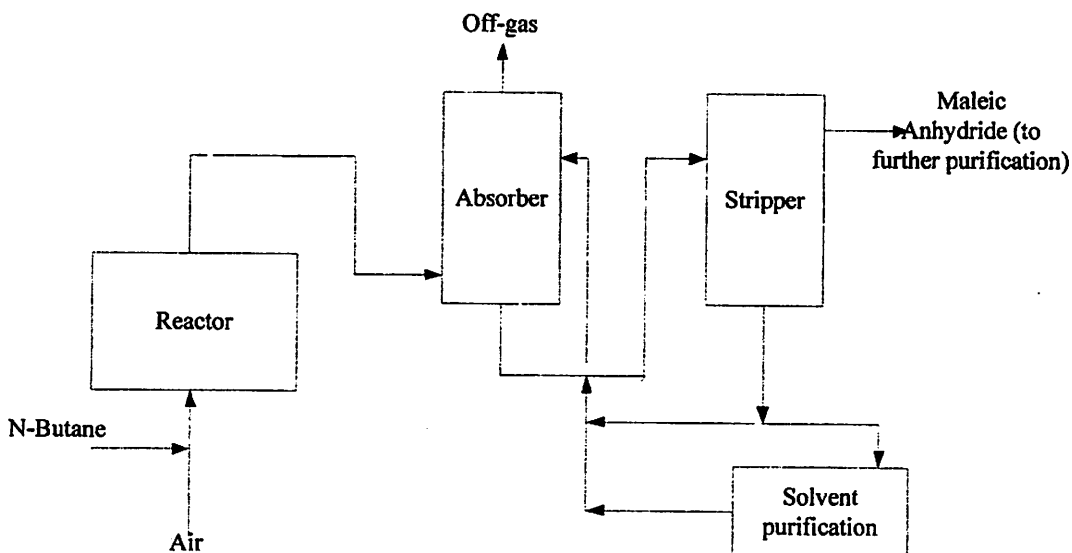 Off-gas
Maleic
Anhydride (to
further purification)
Absorber
Stripper
Reactor
N-Butane
Solvent
purification
Air